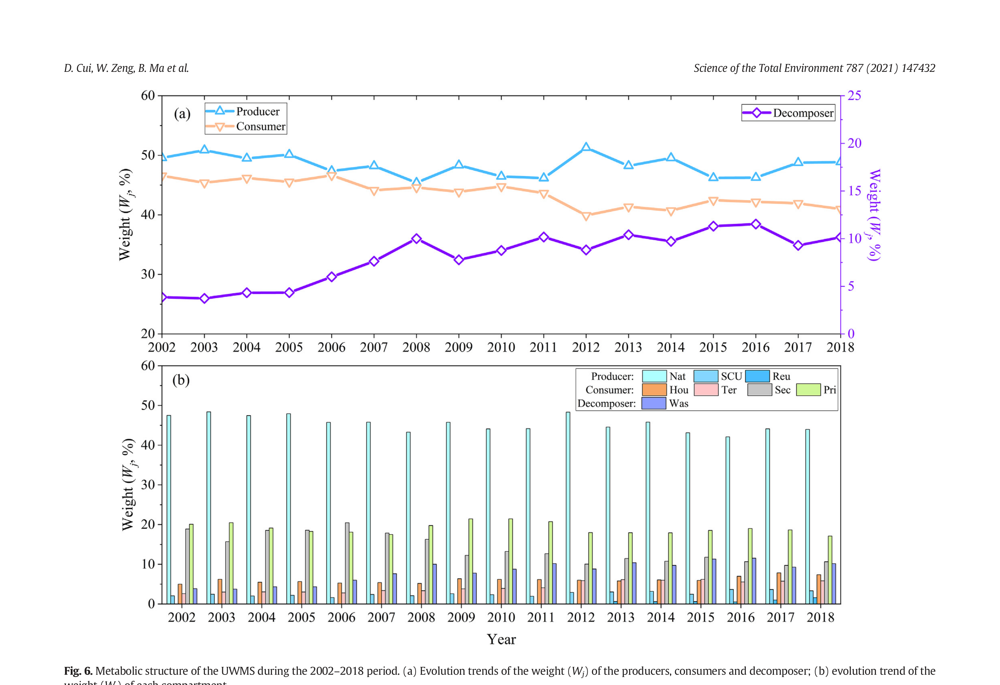 D. Cui, W. Zeng, B. Ma et al.
Science of the Total Environment 787 (2021) 147432
(a)
Producer
Consumer
Decomposer
60
50
40
30
20
Weight (Wj, %)
25
20
15
10
5
0
Weight (Wj, %)
2002 2003 2004 2005 2006 2007 2008 2009 2010 2011 2012 2013 2014 2015 2016 2017 2018
(b)
Producer: Nat SCU Reu
Consumer: Hou Ter Sec Pri
Decomposer: Was
60
50
40
30
20
10
0
Weight (Wj, %)
2002 2003 2004 2005 2006 2007 2008 2009 2010 2011 2012 2013 2014 2015 2016 2017 2018
Year
Fig. 6. Metabolic structure of the UWMS during the 2002–2018 period. (a) Evolution trends of the weight (Wj) of the producers, consumers and decomposer; (b) evolution trend of the
weight (W) of each compartment